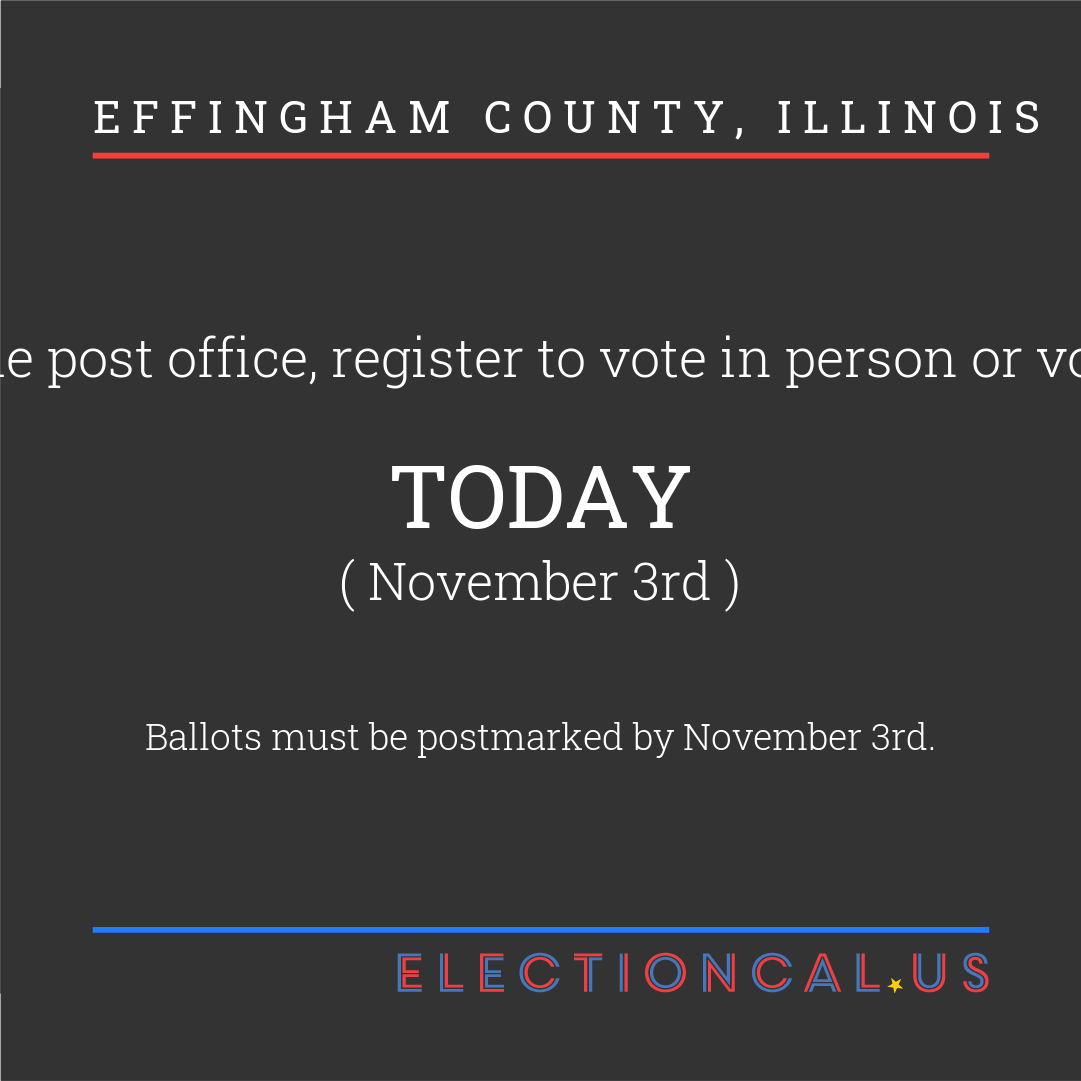 EFFINGHAM COUNTY, ILLINOIS
post office, register to vote in person or
TODAY
( November 3rd )
Ballots must be postmarked by November 3rd.
ELECTIONCAL.US